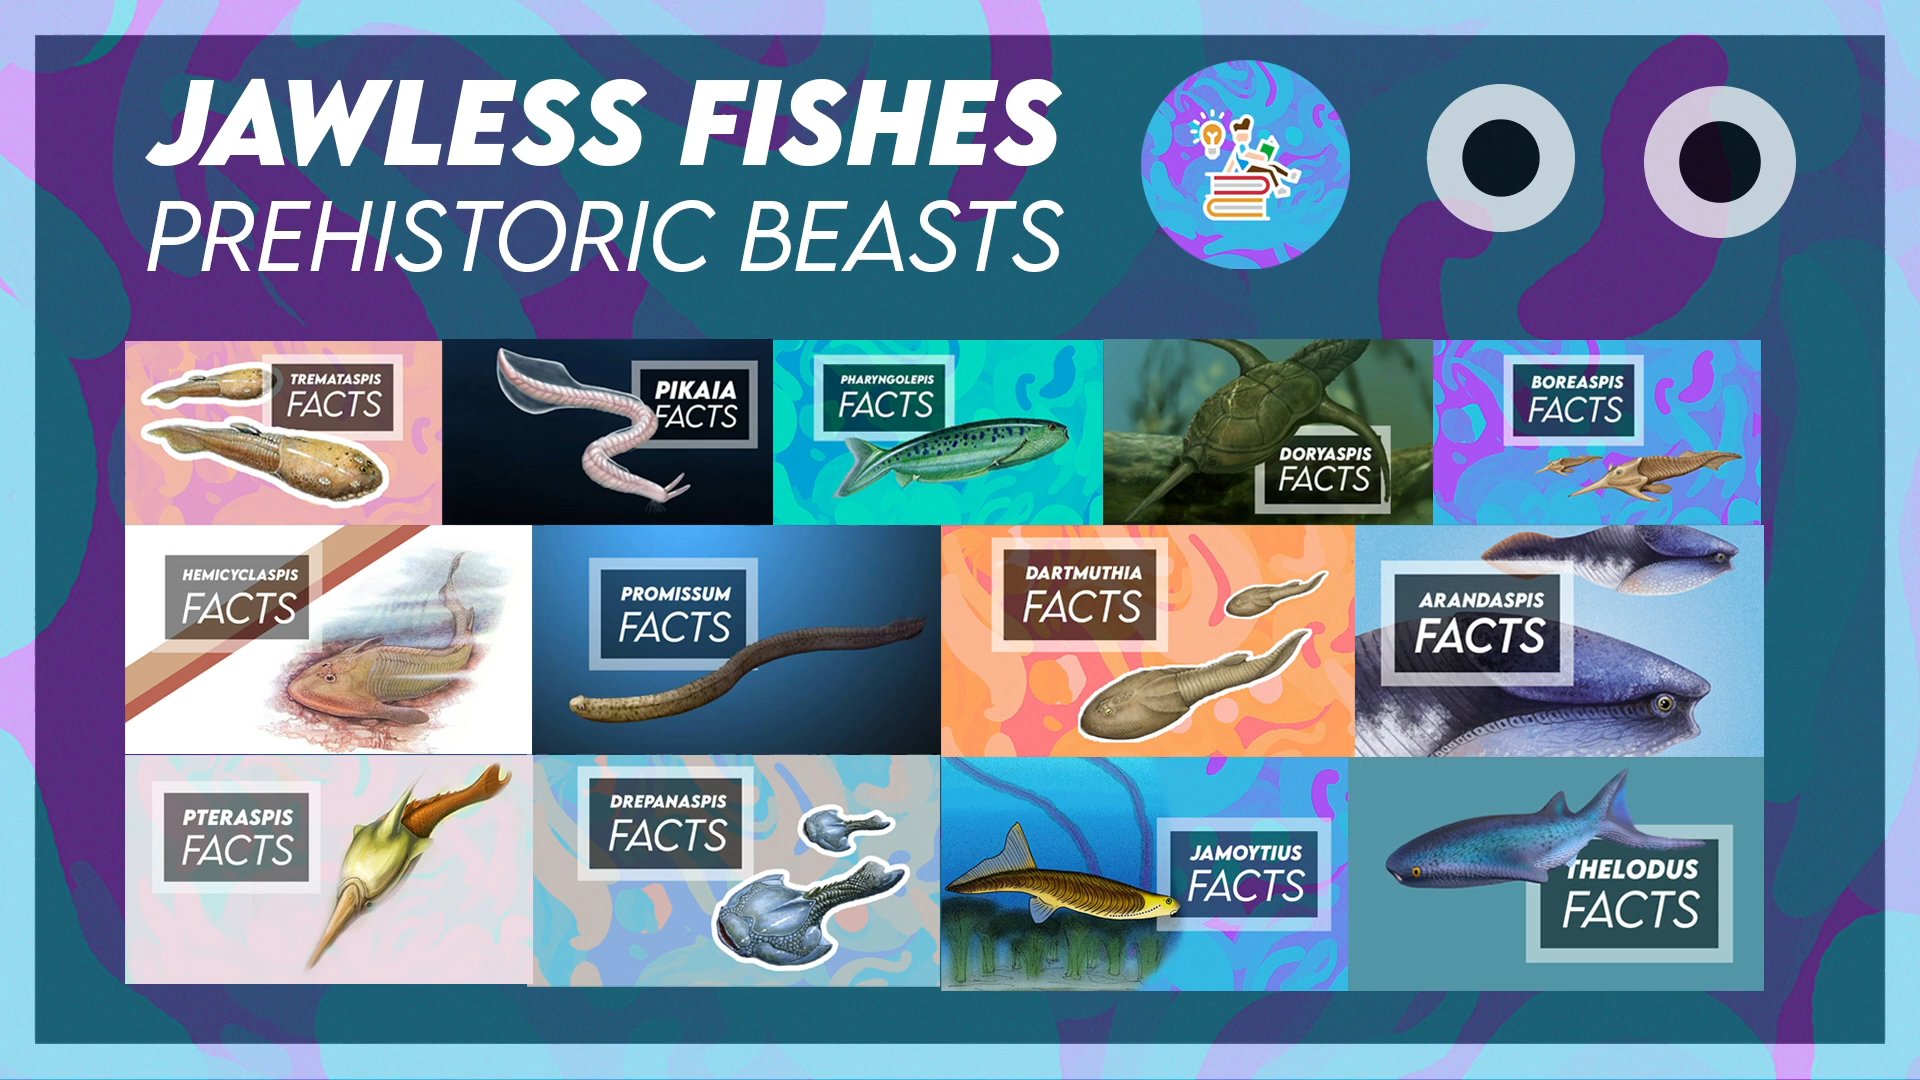 JAWLESS FISHES
PREHISTORIC BEASTS
TREMATASPIS
FACTS
PIKAIA
FACTS
PHARYNGOLEPIS
FACTS
DORYASPIS
FACTS
BOREASPIS
FACTS
HEMICYCLASPIS
FACTS
PROMISSUM
FACTS
DARTMUTHIA
FACTS
ARANDASPIS
FACTS
PTERASPIS
FACTS
DREPANASPIS
FACTS
JAMOYTIUS
FACTS
THELODUS
FACTS